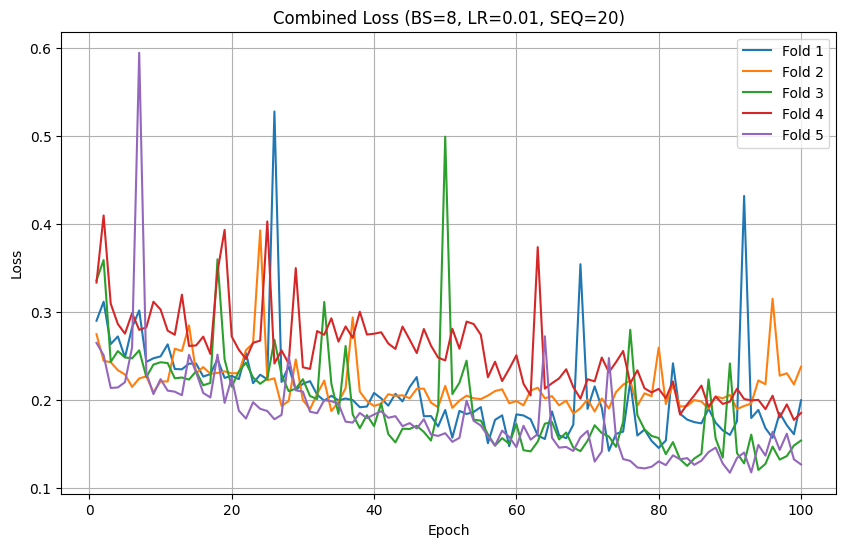 Combined Loss (BS=8, LR=0.01, SEQ=20)
Fold 1
Fold 2
Fold 3
Fold 4
Fold 5
Loss
0.6
0.5
0.4
0.3
0.2
0.1
0
20
40
60
80
100
Epoch